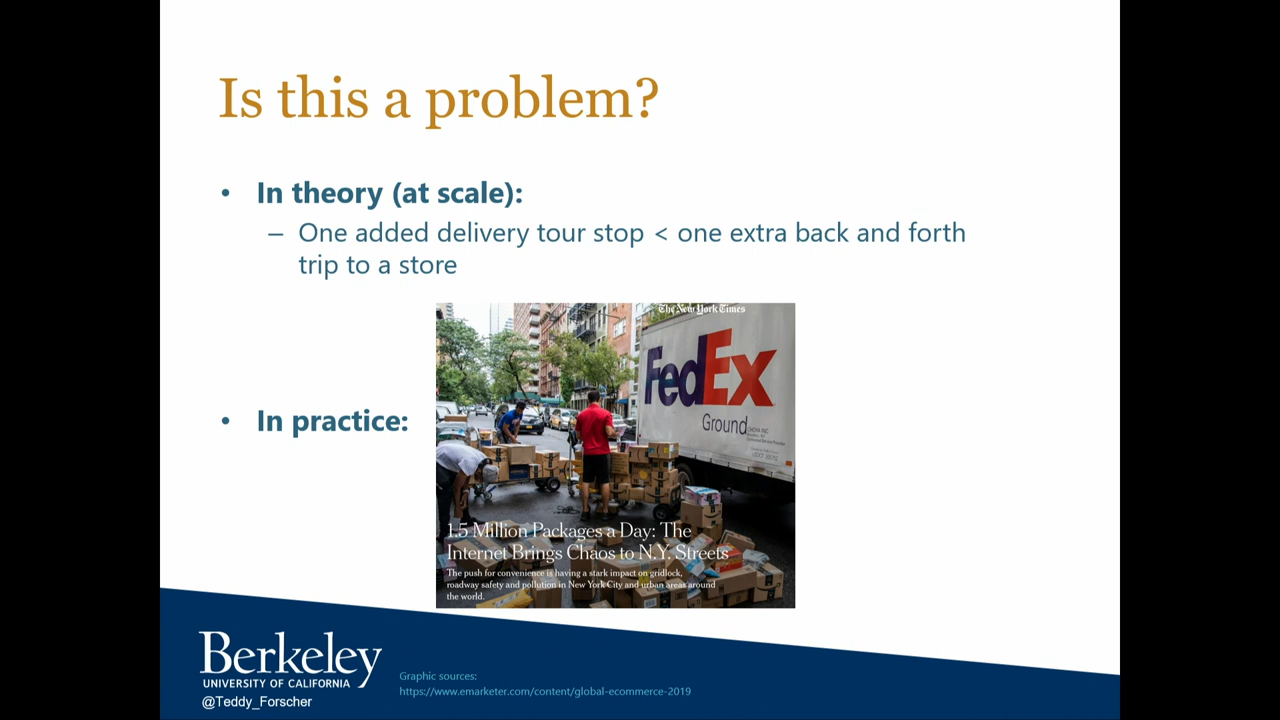 Is this a problem?
• In theory (at scale):
– One added delivery tour stop < one extra back and forth
trip to a store
The New York Times
FedEx
Ground
• In practice:
1.5 Million Packages a Day: The
Internet Brings Chaos to N.Y. Streets
The push for convenience is having a stark impact on gridlock,
roadway safety and pollution in New York City and urban areas around
the world.
Berkeley
UNIVERSITY OF CALIFORNIA
@Teddy_Forscher
Graphic sources:
https://www.emarketer.com/content/global-ecommerce-2019